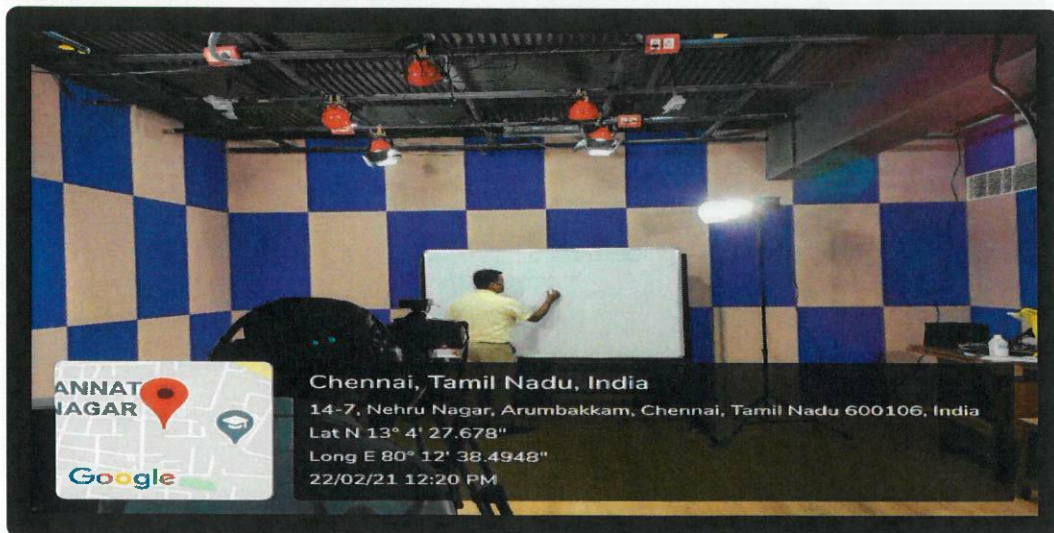 ANNAT
NAGAR
Google
Chennai, Tamil Nadu, India
14-7, Nehru Nagar, Arumbakkam, Chennai, Tamil Nadu 600106, India
Lat N 13° 4' 27.678"
Long E 80° 12' 38.4948"
22/02/21 12:20 PM